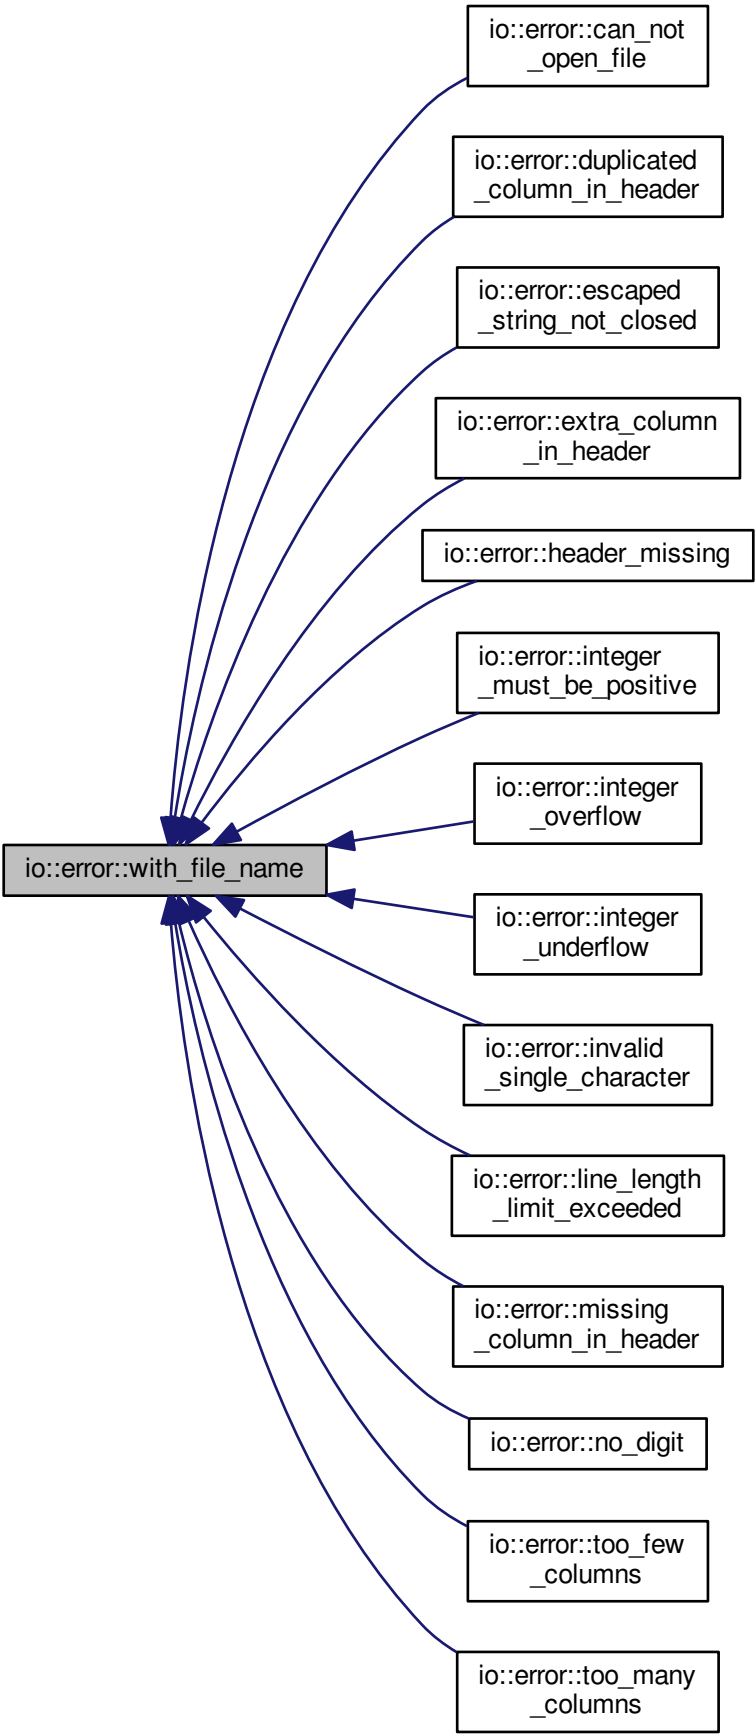 io::error::can_not
_open_file
io::error::duplicated
_column_in_header
io::error::escaped
_string_not_closed
io::error::extra_column
_in_header
io::error::header_missing
io::error::integer
_must_be_positive
io::error::integer
_overflow
io::error::with_file_name
io::error::integer
_underflow
io::error::invalid
_single_character
io::error::line_length
_limit_exceeded
io::error::missing
_column_in_header
io::error::no_digit
io::error::too_few
_columns
io::error::too_many
_columns